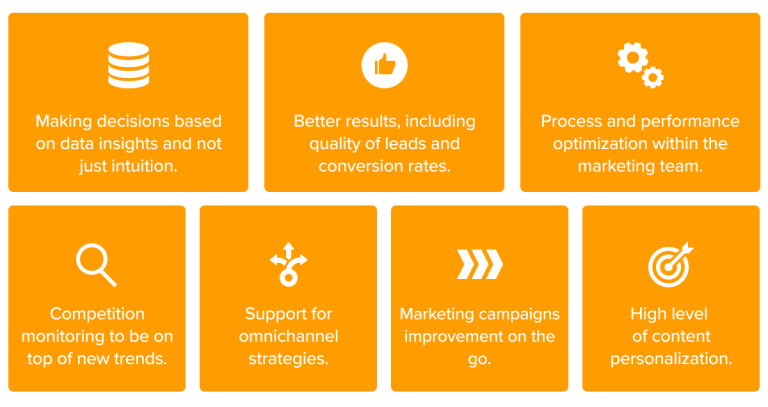 Making decisions based
on data insights and not
just intuition.
Better results, including
quality of leads and
conversion rates.
Process and performance
optimization within the
marketing team.
Competition
monitoring to be on
top of new trends.
Support for
omnichannel
strategies.
Marketing campaigns
improvement on the
go.
High level
of content
personalization.